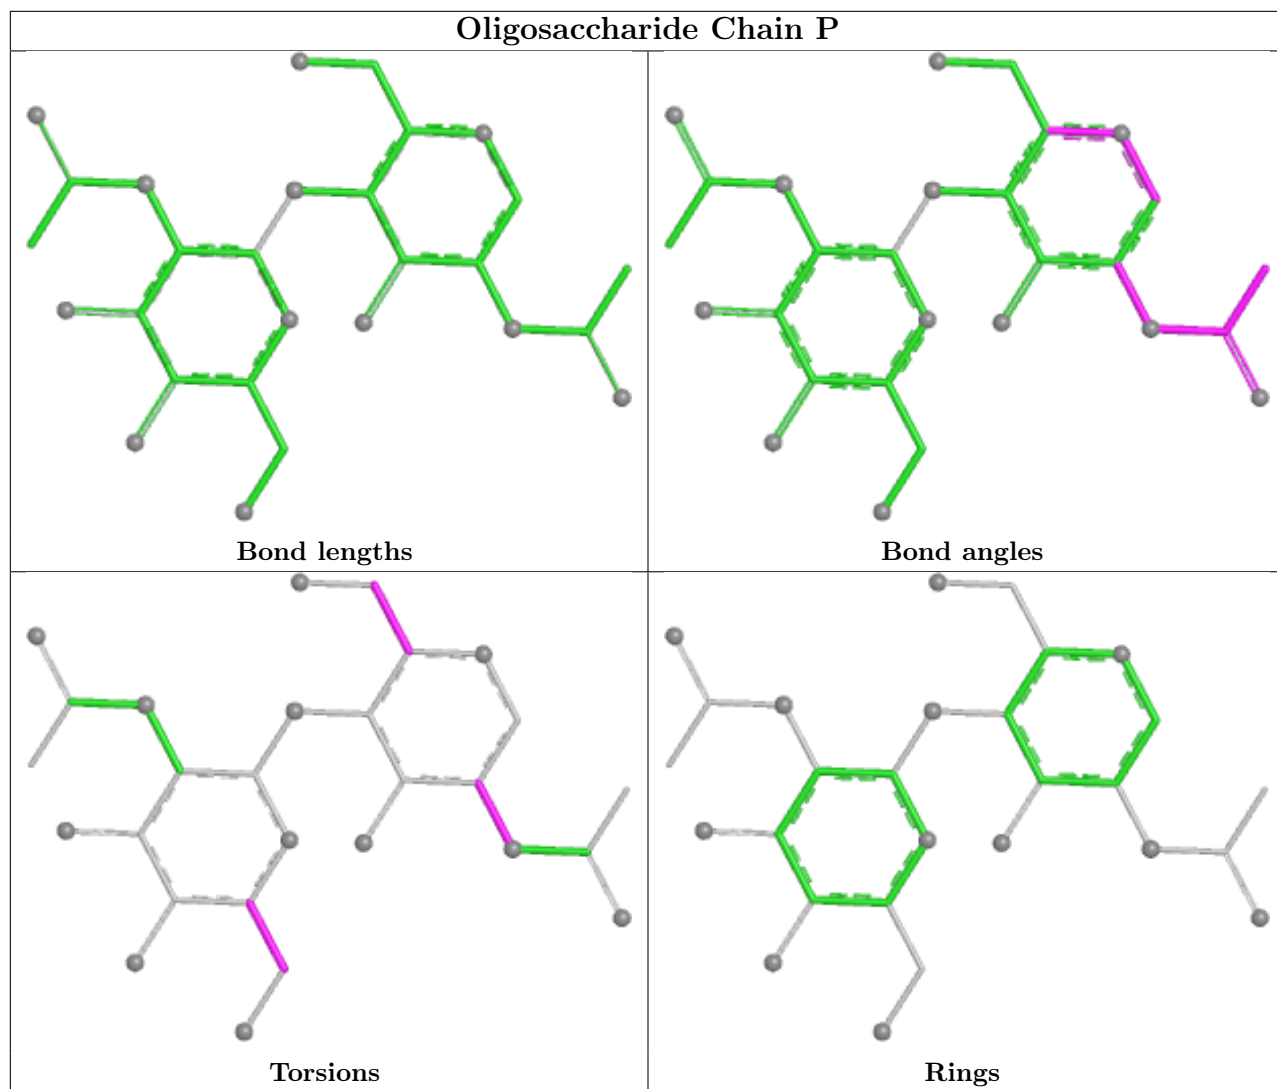 Oligosaccharide Chain P
Bond lengths
Bond angles
Torsions
Rings